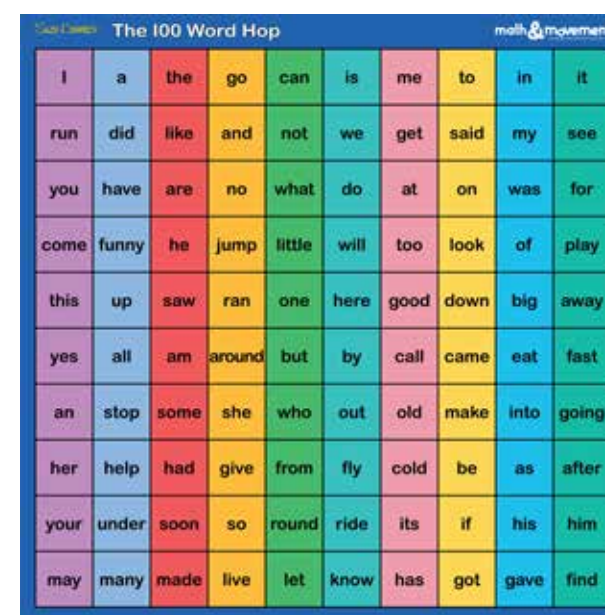 The 100 Word Hop
math&movement
I a the go can is me to in it
run did like and not we get said my see
you have are no what do at on was for
come funny he jump little will too look of play
this up saw ran one here good down big away
yes all am around but by call came eat fast
an stop some she who out old make into going
her help had give from fly cold be as after
your under soon so round ride its if his him
may many made live let know has got gave find